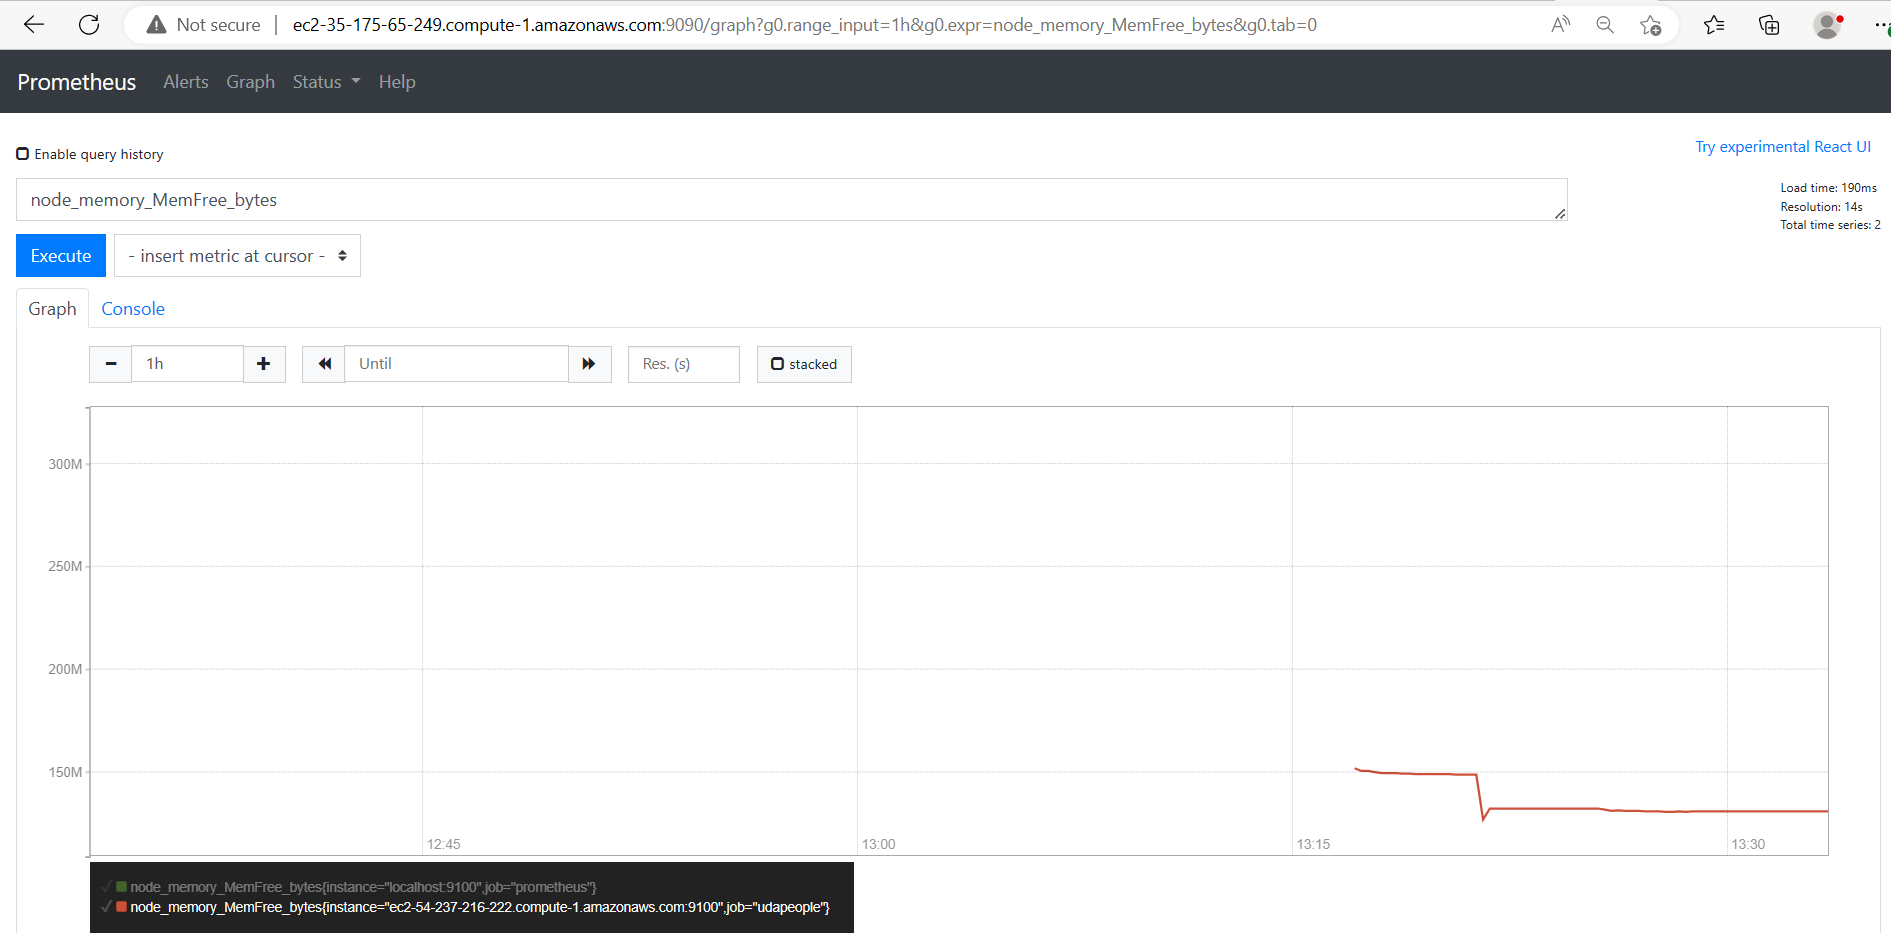 Not secure | ec2-35-175-65-249.compute-1.amazonaws.com:9090/graph?g0.range_input=1h&g0.expr=node_memory_MemFree_bytes&g0.tab=0
Prometheus Alerts Graph Status Help
Enable query history
Try experimental React UI
node_memory_MemFree_bytes
Load time: 190ms
Resolution: 14s
Total time series: 2
Execute - insert metric at cursor -
Graph Console
1h Until Res. (s) stacked
300M
250M
200M
150M
12:45 13:00 13:15 13:30
node_memory_MemFree_bytes{instance="localhost:9100",job="prometheus"}
node_memory_MemFree_bytes{instance="ec2-54-237-216-222.compute-1.amazonaws.com:9100",job="udapeople"}